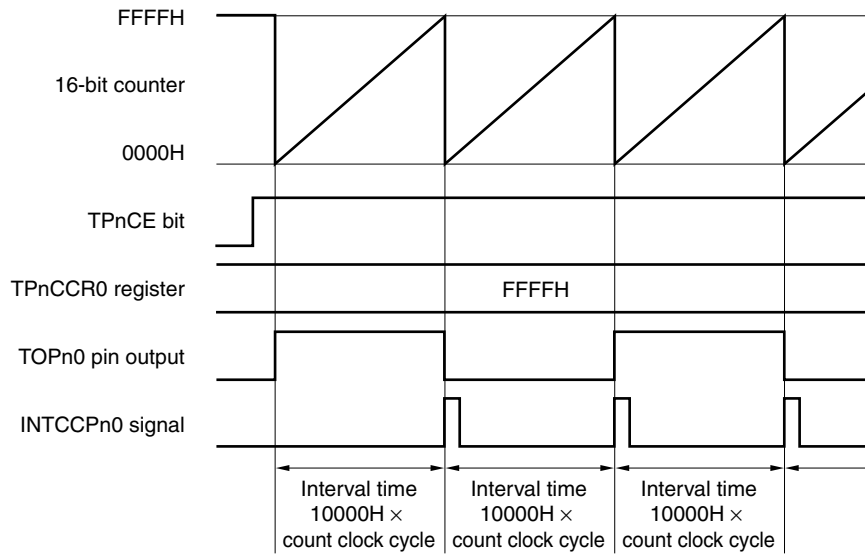 FFFFH
16-bit counter
0000H
TPnCE bit
TPnCCR0 register
FFFFH
TOPn0 pin output
INTCCPn0 signal
Interval time
10000H ×
count clock cycle
Interval time
10000H ×
count clock cycle
Interval time
10000H ×
count clock cycle